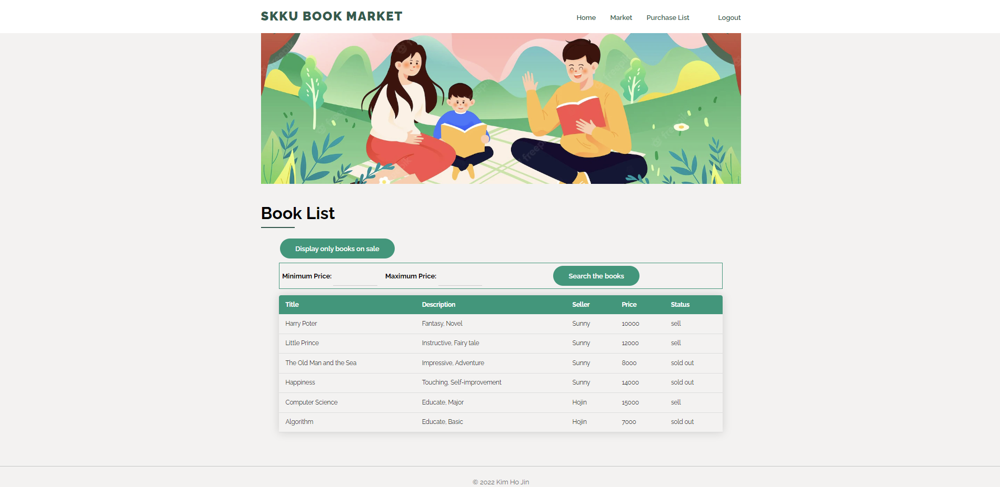 SKKU BOOK MARKET
Home Market Purchase List Logout
freepik
Book List
Display only books on sale
Minimum Price: Maximum Price: Search the books
Title Description Seller Price Status
Harry Poter Fantasy, Novel Sunny 10000 sell
Little Prince Instructive, Fairy tale Sunny 12000 sell
The Old Man and the Sea Impressive, Adventure Sunny 8000 sold out
Happiness Touching, Self-improvement Sunny 14000 sold out
Computer Science Educate, Major Hojin 15000 sell
Algorithm Educate, Basic Hojin 7000 sold out
© 2022 Kim Ho Jin